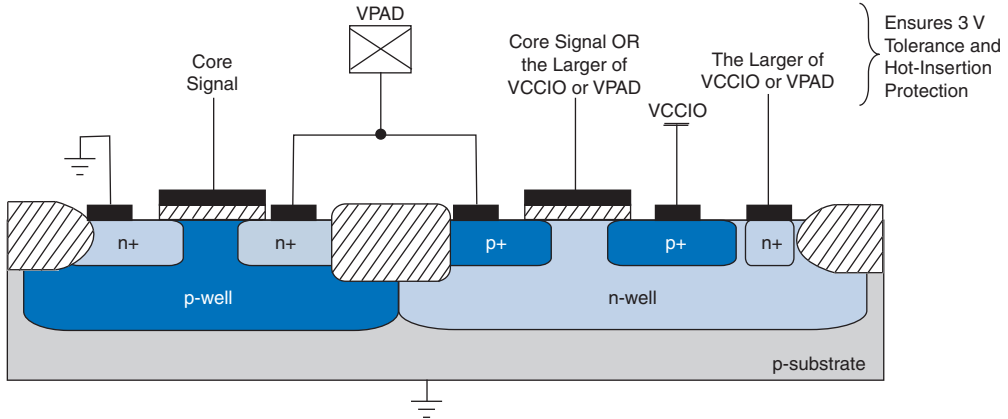 VPAD
Core
Signal
Core Signal OR
the Larger of
VCCIO or VPAD
VCCIO
The Larger of
VCCIO or VPAD
Ensures 3 V
Tolerance and
Hot-Insertion
Protection
n+
n+
p+
p+
n+
p-well
n-well
p-substrate